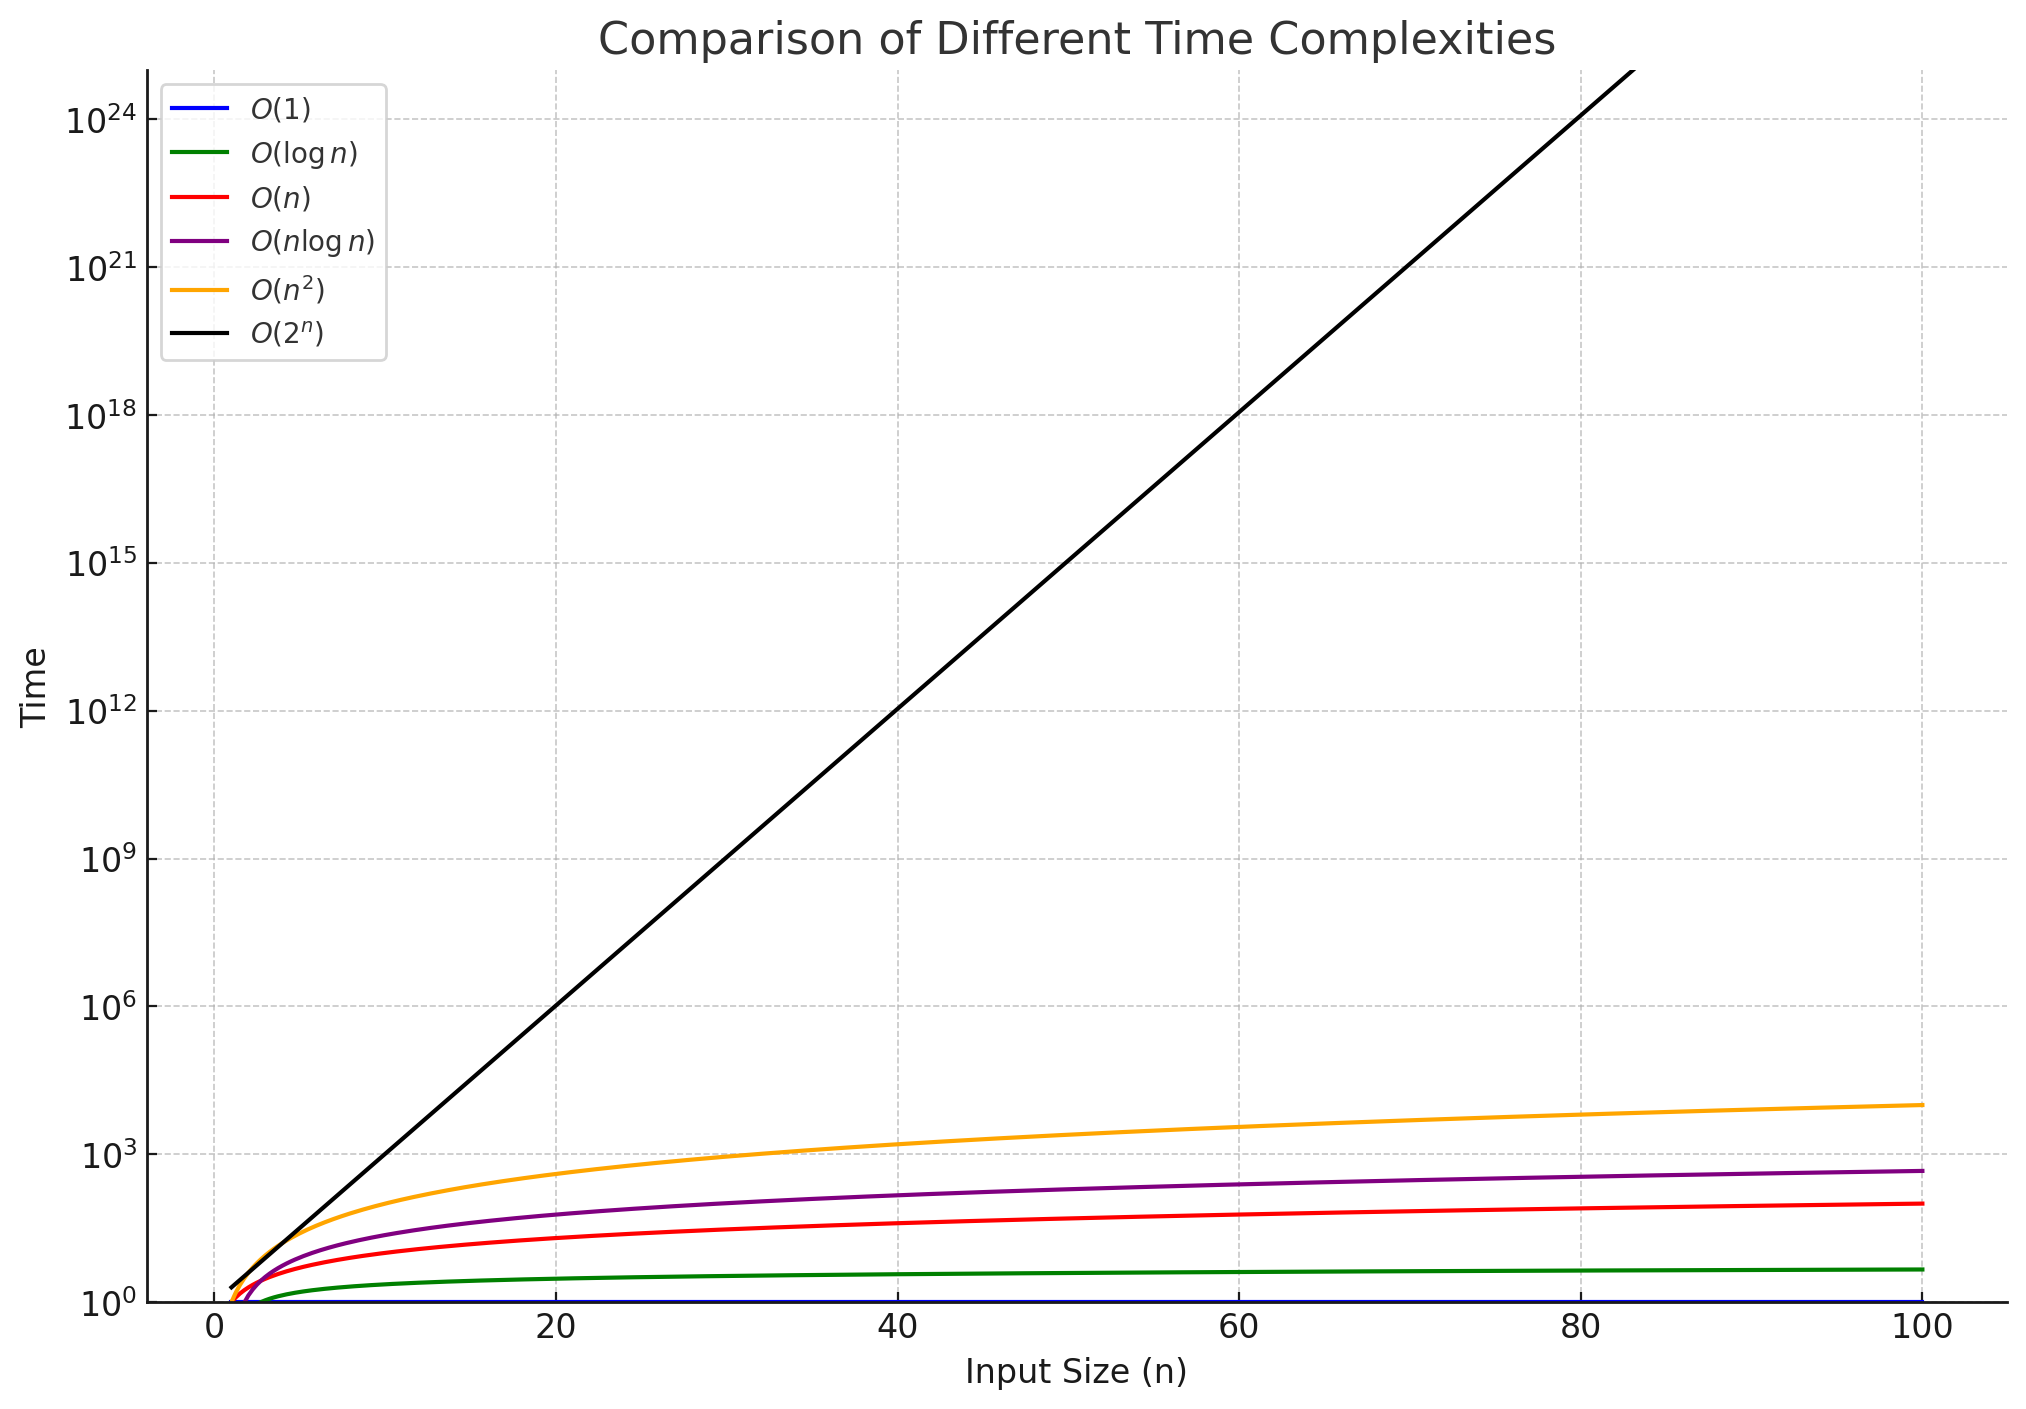 Comparison of Different Time Complexities
O(1)
O(log n)
O(n)
O(n log n)
O(n²)
O(2ⁿ)
10²⁴
10²¹
10¹⁸
10¹⁵
10¹²
10⁹
10⁶
10³
10⁰
Time
0 20 40 60 80 100
Input Size (n)